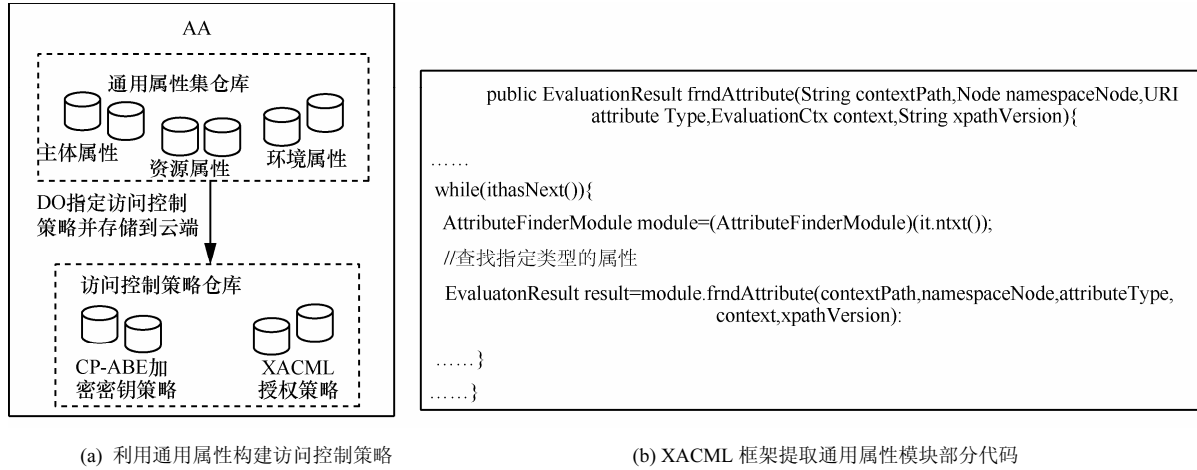 AA
通用属性集仓库
主体属性
资源属性
环境属性
DO指定访问控制
策略并存储到云端
访问控制策略仓库
CP-ABE加
密密钥策略
XACML
授权策略
(a) 利用通用属性构建访问控制策略
public EvaluationResult frndAttribute(String contextPath,Node namespaceNode,URI
attribute Type,EvaluationCtx context,String xpathVersion){
……
while(ithasNext()){
AttributeFinderModule module=(AttributeFinderModule)(it.ntxt());
//查找指定类型的属性
EvaluatonResult result=module.frndAttribute(contextPath,namespaceNode,attributeType,
context,xpathVersion):
……}
……}
(b) XACML 框架提取通用属性模块部分代码